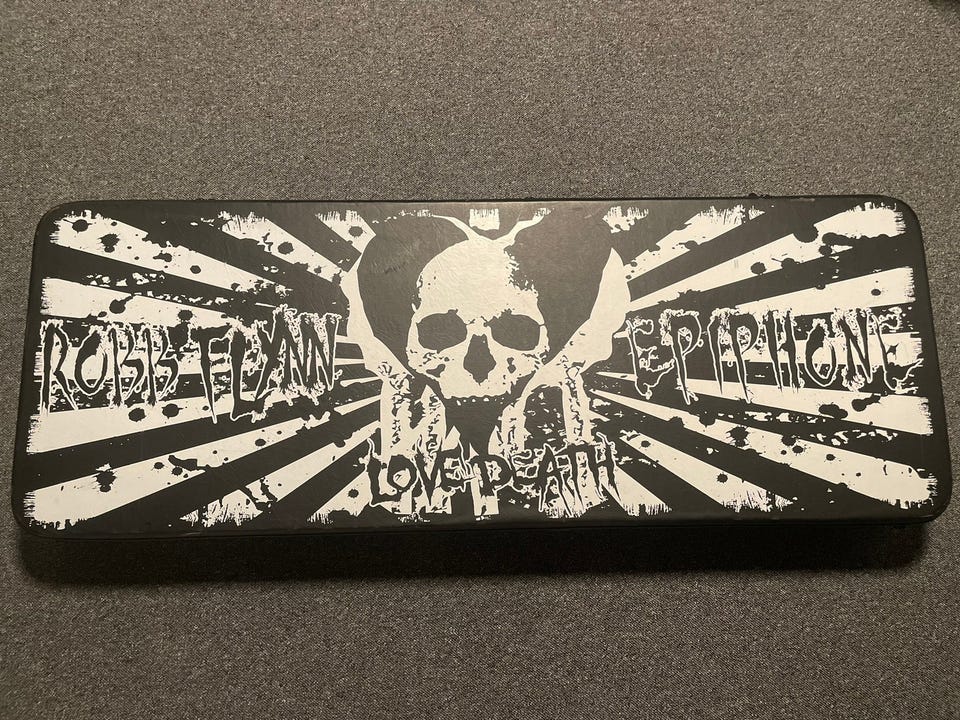 ROBB FLYNN
EPIPHONE
LOVE DEATH